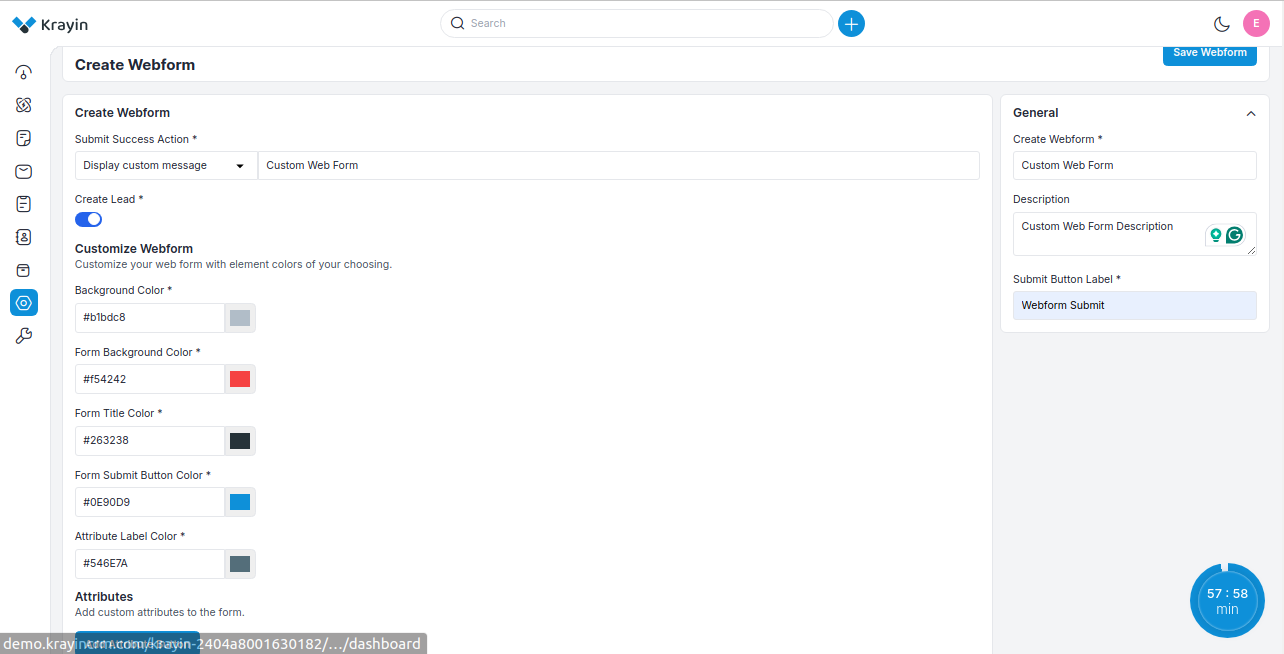 Krayin
Search
E
Create Webform
Save Webform
Create Webform
Submit Success Action *
Display custom message
Custom Web Form
Create Lead *
Customize Webform
Customize your web form with element colors of your choosing.
Background Color *
#b1bdc8
Form Background Color *
#f54242
Form Title Color *
#263238
Form Submit Button Color *
#0E90D9
Attribute Label Color *
#546E7A
Attributes
Add custom attributes to the form.
General
Create Webform *
Custom Web Form
Description
Custom Web Form Description
Submit Button Label *
Webform Submit
57 : 58
min
demo.krayincrm.com/krayin-2404a8001630182/.../dashboard